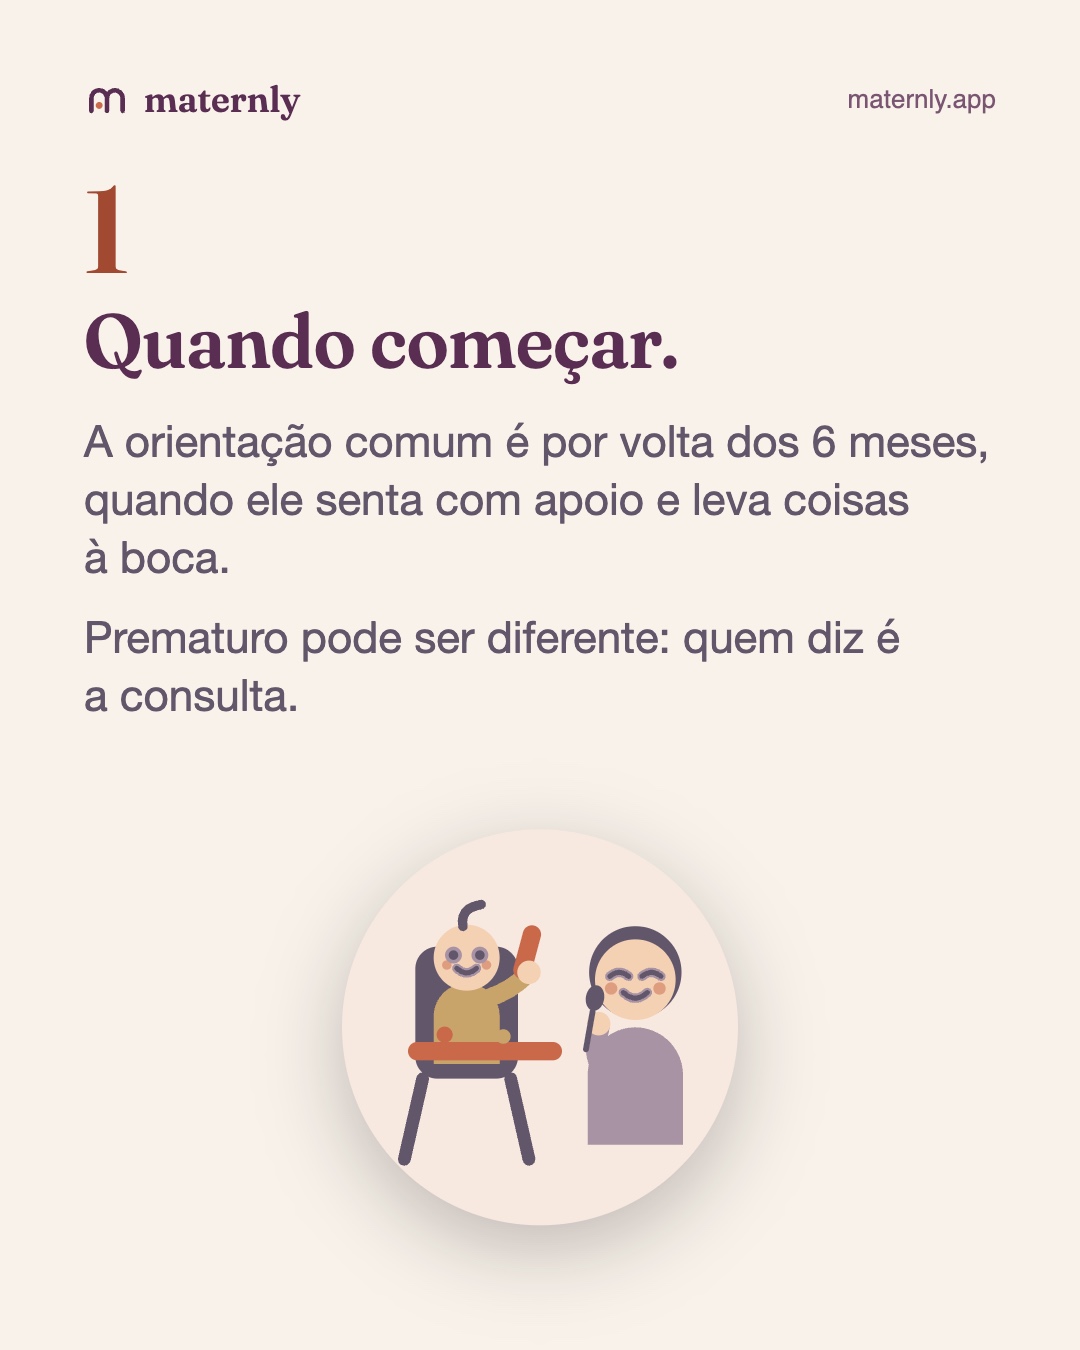 maternly
maternly.app
1
Quando começar.
A orientação comum é por volta dos 6 meses,
quando ele senta com apoio e leva coisas
à boca.
Prematuro pode ser diferente: quem diz é
a consulta.